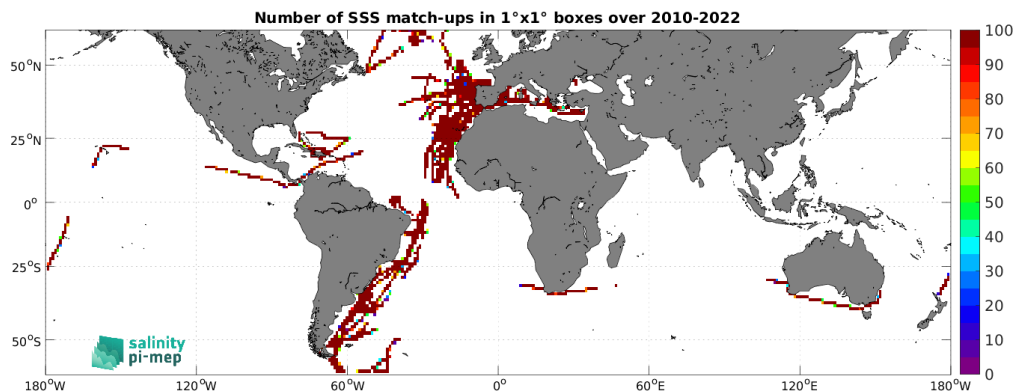 Number of SSS match-ups in 1°x1° boxes over 2010-2022
50°N
25°N
0°
25°S
50°S
180°W
120°W
60°W
0°
60°E
120°E
180°W
100
90
80
70
60
50
40
30
20
10
0
salinity
pi-mep